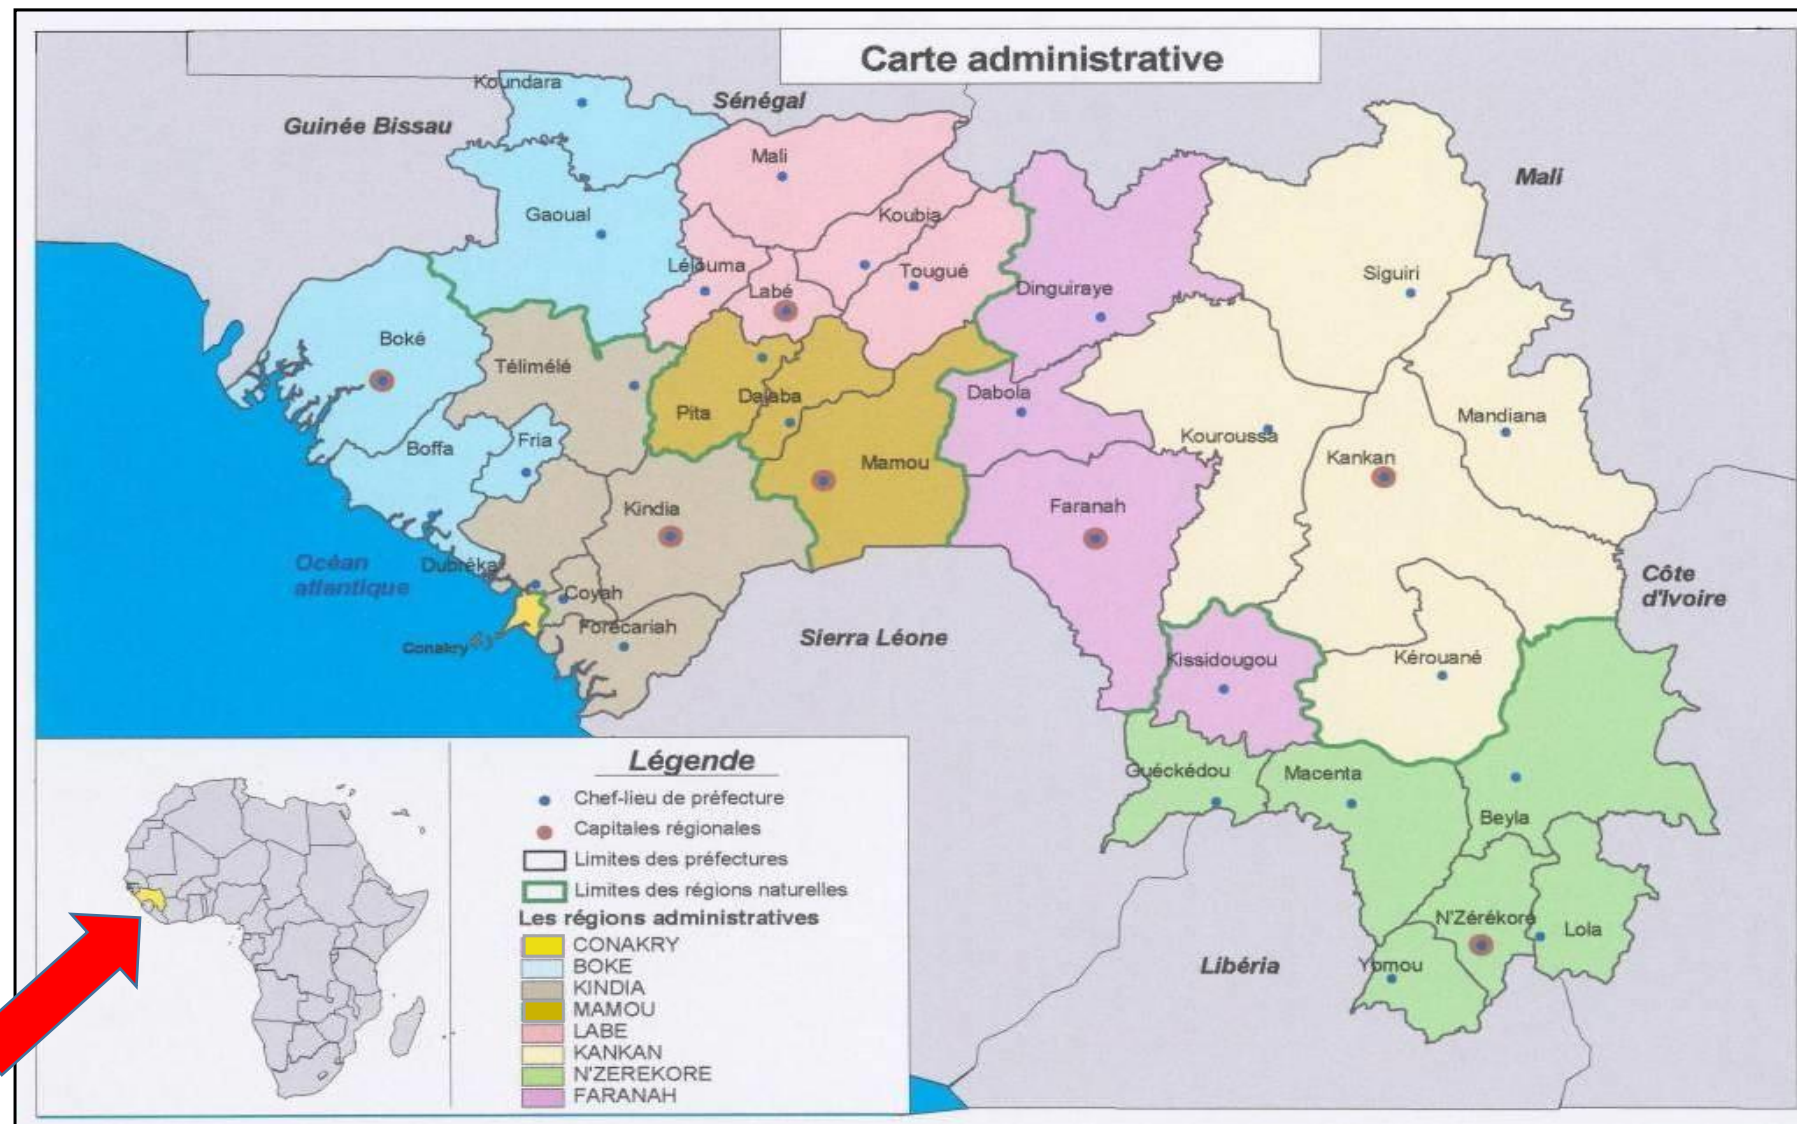 Carte administrative
Koundara
Sénégal
Guinée Bissau
Mali
Mali
Gaoual
Koubia
Lélouma
Tougué
Labé
Siguiri
Dinguiraye
Boké
Télimélé
Dalaba
Dabola
Pita
Mandiana
Kouroussa
Fria
Boffa
Mamou
Kankan
Kindia
Faranah
Océan
atlantique
Dubréka
Coyah
Côte
d'Ivoire
Forécariah
Conakry
Sierra Léone
Kissidougou
Kérouané
Guéckédou
Macenta
Beyla
N'Zérékoré
Lola
Yomou
Libéria
Légende
Chef-lieu de préfecture
Capitales régionales
Limites des préfectures
Limites des régions naturelles
Les régions administratives
CONAKRY
BOKE
KINDIA
MAMOU
LABE
KANKAN
N'ZEREKORE
FARANAH